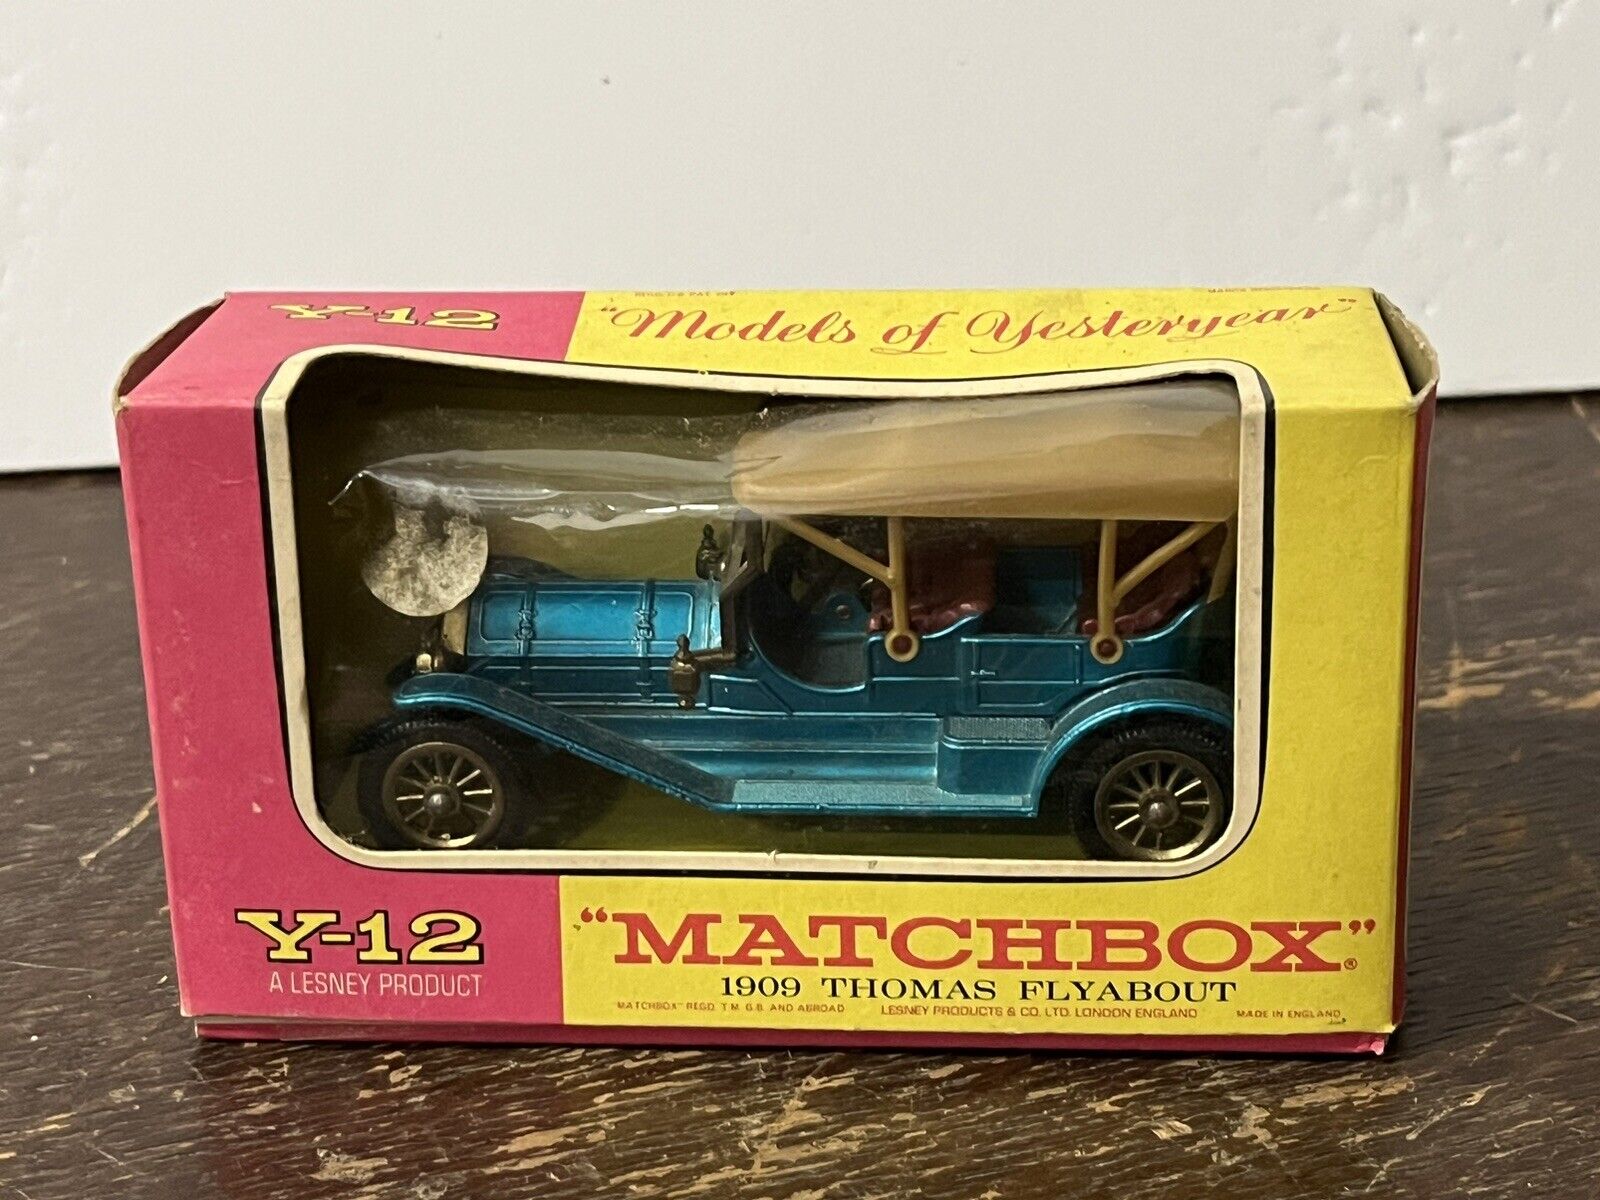 Y-12
"Models of Yesteryear"
Y-12
A LESNEY PRODUCT
"MATCHBOX"®
1909 THOMAS FLYABOUT
MATCHBOX" REGD. T.M. G.B. AND ABROAD LESNEY PRODUCTS & CO. LTD. LONDON ENGLAND MADE IN ENGLAND